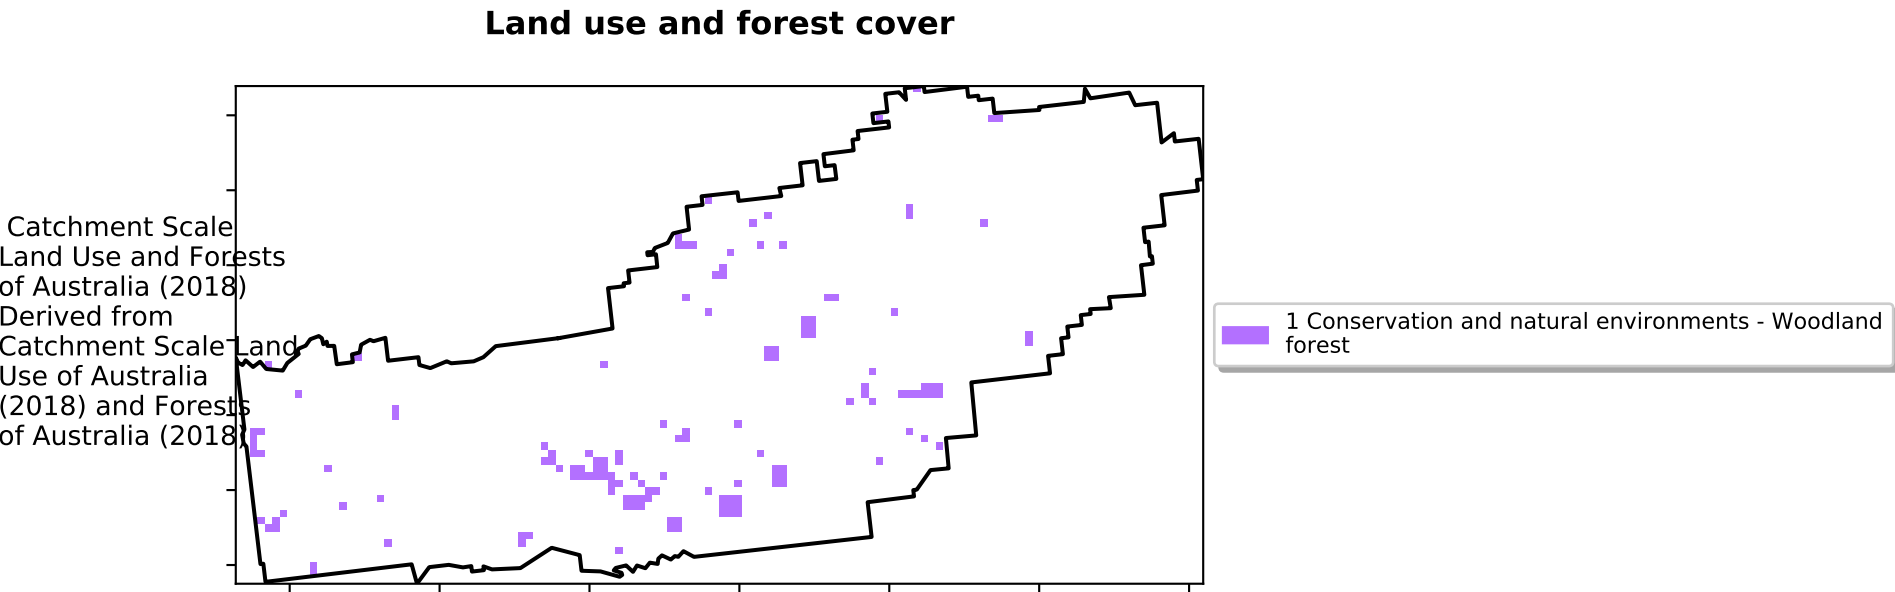 Land use and forest cover
Catchment Scale
Land Use and Forests
of Australia (2018)
Derived from
Catchment Scale Land
Use of Australia
(2018) and Forests
of Australia (2018)
1 Conservation and natural environments - Woodland
forest